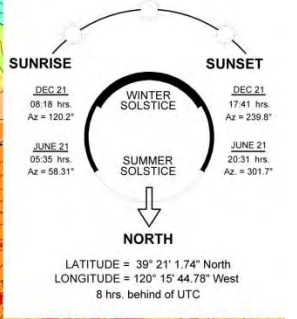 SUNRISE
SUNSET
DEC 21
08:18 hrs.
Az = 120.2°
WINTER
SOLSTICE
DEC 21
17:41 hrs.
Az = 239.8°
JUNE 21
05:35 hrs.
Az = 58.31°
SUMMER
SOLSTICE
JUNE 21
20:31 hrs.
Az = 301.7°
NORTH
LATITUDE = 39° 21' 1.74" North
LONGITUDE = 120° 15' 44.78" West
8 hrs. behind of UTC